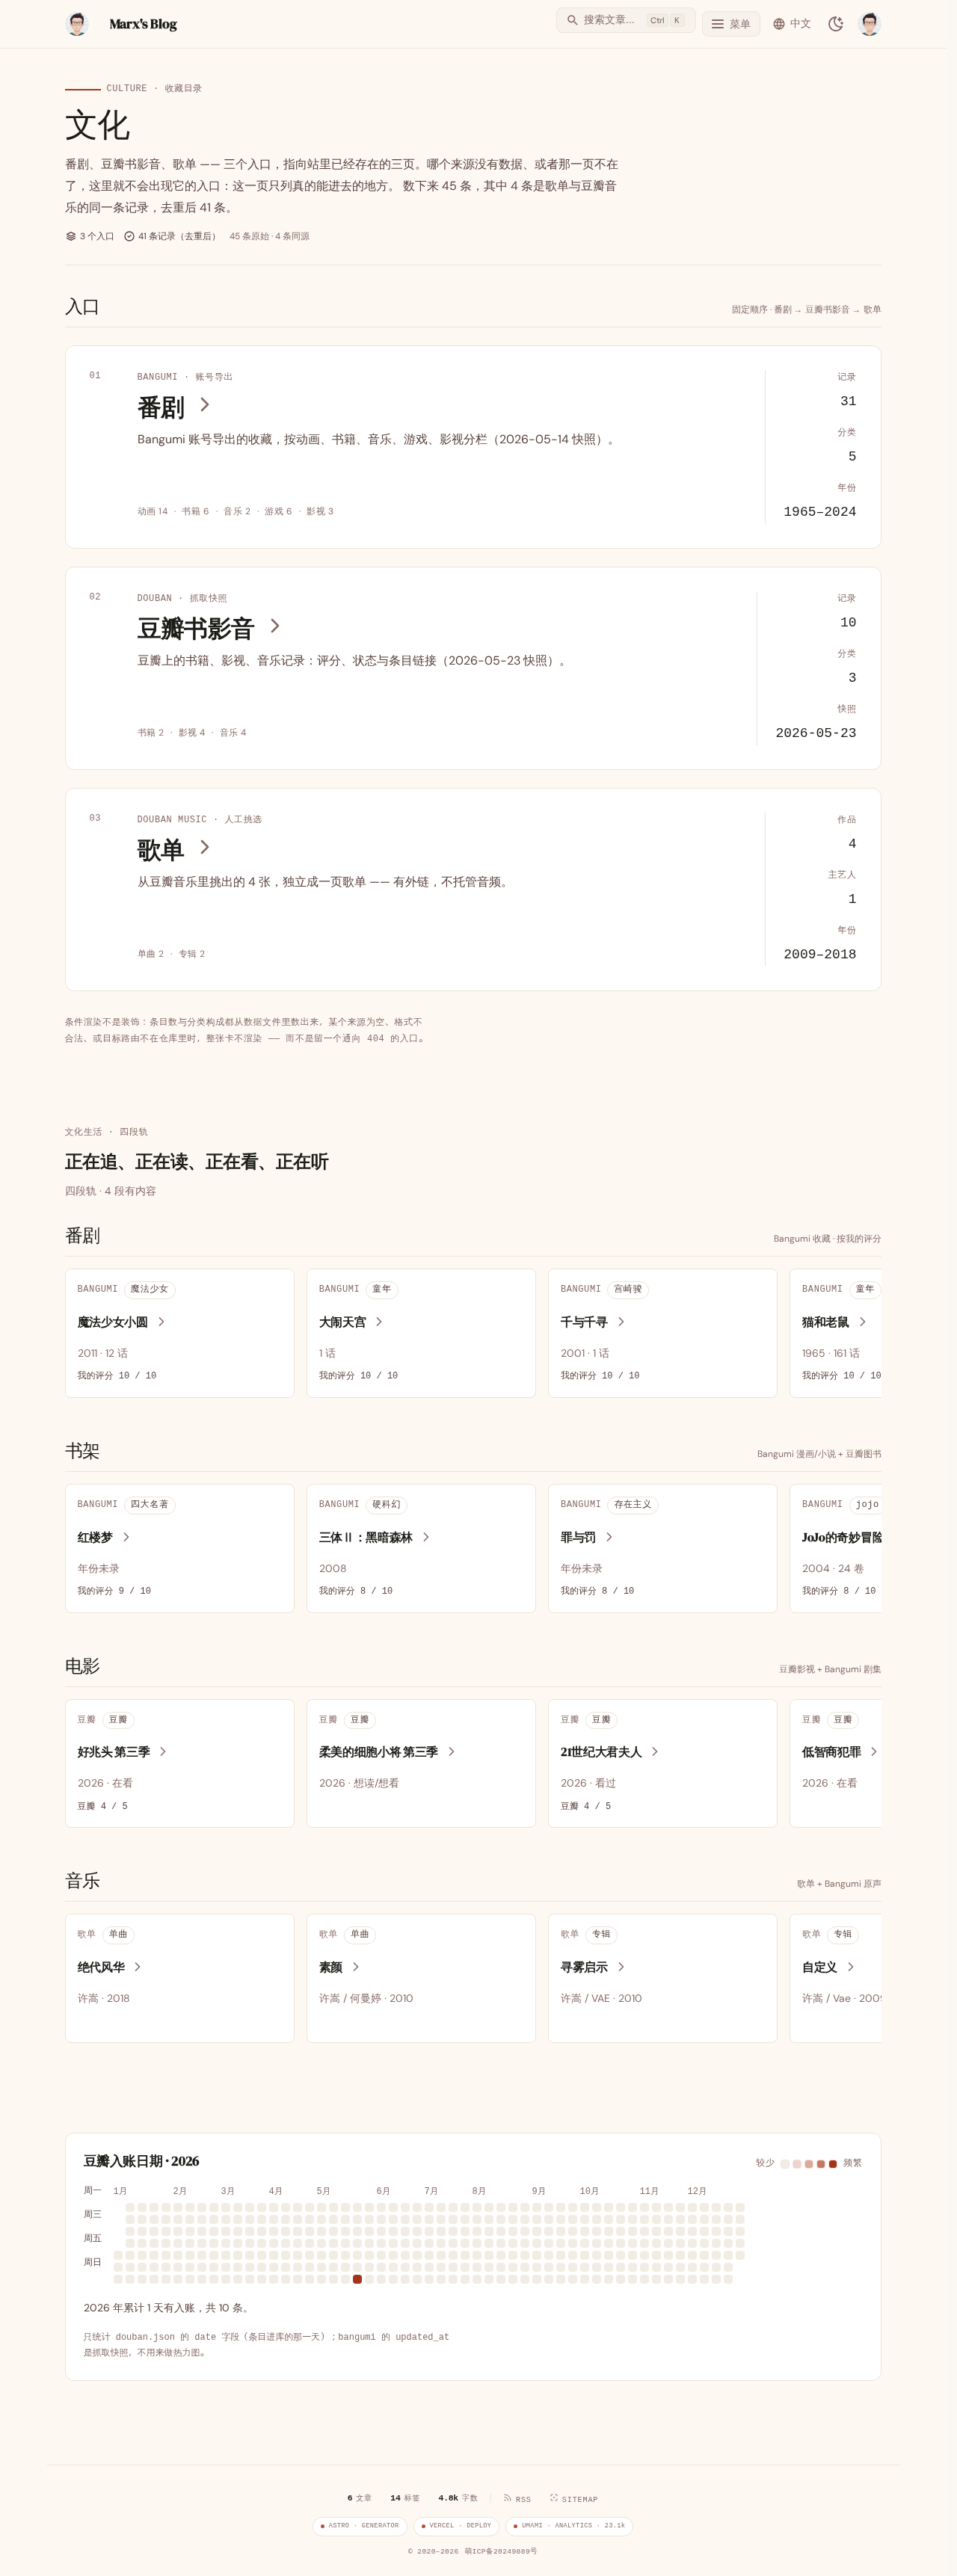 Marx's Blog
搜索文章... Ctrl K
菜单
中文
CULTURE · 收藏目录
文化
番剧、豆瓣书影音、歌单 —— 三个入口，指向站里已经存在的三页。哪个来源没有数据、或者那一页不在
了，这里就不会出现它的入口：这一页只列真的能进去的地方。 数下来 45 条，其中 4 条是歌单与豆瓣音
乐的同一条记录，去重后 41 条。
3 个入口 41 条记录（去重后） 45 条原始 · 4 条同源
入口
固定顺序 · 番剧 → 豆瓣书影音 → 歌单
01
BANGUMI · 账号导出
番剧
Bangumi 账号导出的收藏，按动画、书籍、音乐、游戏、影视分栏（2026-05-14 快照）。
动画 14 · 书籍 6 · 音乐 2 · 游戏 6 · 影视 3
记录
31
分类
5
年份
1965–2024
02
DOUBAN · 抓取快照
豆瓣书影音
豆瓣上的书籍、影视、音乐记录：评分、状态与条目链接（2026-05-23 快照）。
书籍 2 · 影视 4 · 音乐 4
记录
10
分类
3
快照
2026-05-23
03
DOUBAN MUSIC · 人工挑选
歌单
从豆瓣音乐里挑出的 4 张，独立成一页歌单 —— 有外链，不托管音频。
单曲 2 · 专辑 2
作品
4
主艺人
1
年份
2009–2018
条件渲染不是装饰：条目数与分类构成都从数据文件里数出来，某个来源为空、格式不
合法、或目标路由不在仓库里时，整张卡不渲染 —— 而不是留一个通向 404 的入口。
文化生活 · 四段轨
正在追、正在读、正在看、正在听
四段轨 · 4 段有内容
番剧
Bangumi 收藏 · 按我的评分
BANGUMI 魔法少女
魔法少女小圆
2011 · 12 话
我的评分 10 / 10
BANGUMI 童年
大闹天宫
1 话
我的评分 10 / 10
BANGUMI 宫崎骏
千与千寻
2001 · 1 话
我的评分 10 / 10
BANGUMI 童年
猫和老鼠
1965 · 161 话
我的评分 10 / 10
书架
Bangumi 漫画/小说 + 豆瓣图书
BANGUMI 四大名著
红楼梦
年份未录
我的评分 9 / 10
BANGUMI 硬科幻
三体Ⅱ：黑暗森林
2008
我的评分 8 / 10
BANGUMI 存在主义
罪与罚
年份未录
我的评分 8 / 10
BANGUMI jojo
JoJo的奇妙冒险
2004 · 24 卷
我的评分 8 / 10
电影
豆瓣影视 + Bangumi 剧集
豆瓣 豆瓣
好兆头 第三季
2026 · 在看
豆瓣 4 / 5
豆瓣 豆瓣
柔美的细胞小将 第三季
2026 · 想读/想看
豆瓣 豆瓣
21世纪大君夫人
2026 · 看过
豆瓣 4 / 5
豆瓣 豆瓣
低智商犯罪
2026 · 在看
音乐
歌单 + Bangumi 原声
歌单 单曲
绝代风华
许嵩 · 2018
歌单 单曲
素颜
许嵩 / 何曼婷 · 2010
歌单 专辑
寻雾启示
许嵩 / VAE · 2010
歌单 专辑
自定义
许嵩 / Vae · 2009
豆瓣入账日期 · 2026
较少 频繁
1月 2月 3月 4月 5月 6月 7月 8月 9月 10月 11月 12月
周一
周三
周五
周日
2026 年累计 1 天有入账，共 10 条。
只统计 douban.json 的 date 字段（条目进库的那一天）；bangumi 的 updated_at
是抓取快照，不用来做热力图。
6 文章 14 标签 4.8k 字数 RSS SITEMAP
ASTRO · GENERATOR VERCEL · DEPLOY UMAMI · ANALYTICS · 23.1k
© 2020–2026 萌ICP备20249889号